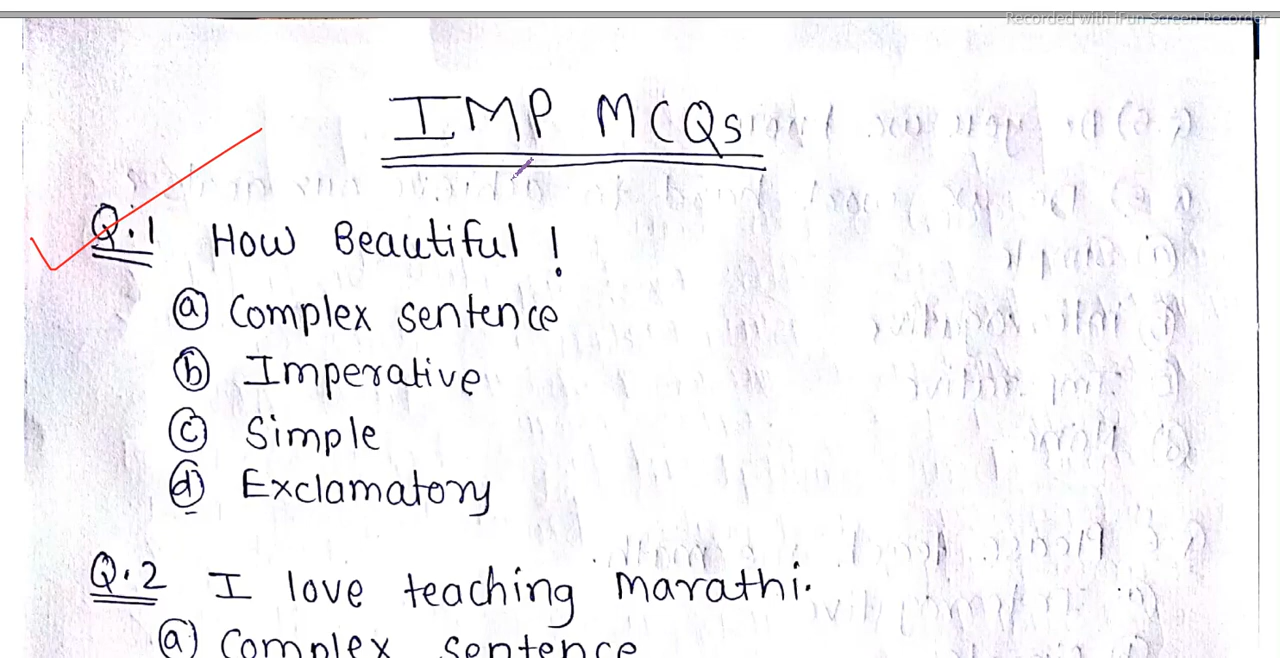 Recorded with iFun Screen Recorder
IMP MCQs
Q.1 How Beautiful !
(a) Complex sentence
(b) Imperative
(c) Simple
(d) Exclamatory
Q.2 I love teaching marathi.
(a) Complex sentence